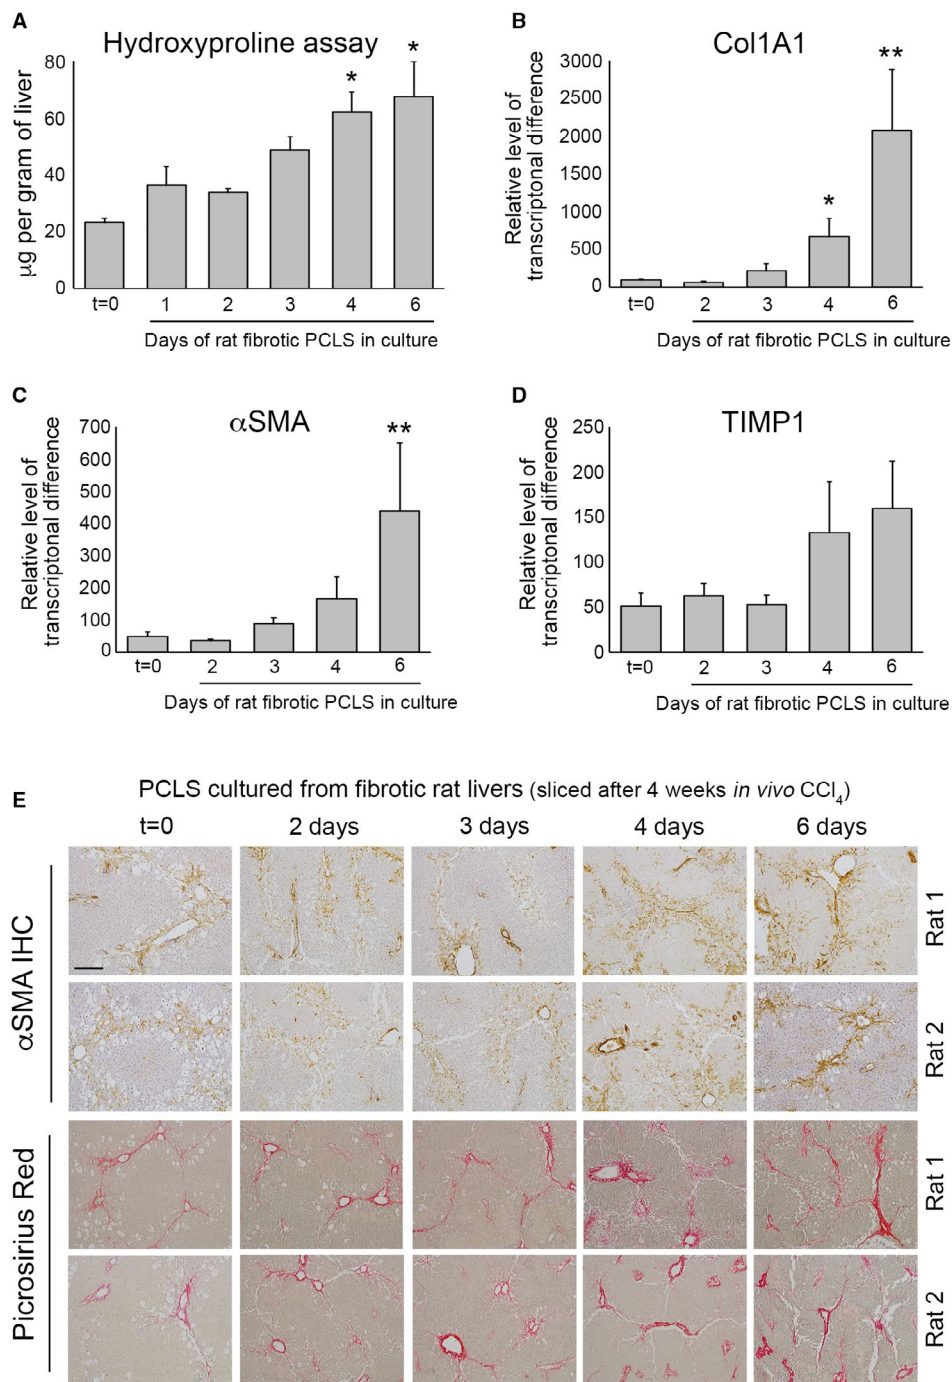 A
Hydroxyproline assay
μg per gram of liver
80
60
40
20
0
*
*
t=0 1 2 3 4 6
Days of rat fibrotic PCLS in culture
B
Col1A1
Relative level of
transcriptonal difference
3000
2500
2000
1500
1000
500
0
*
**
t=0 2 3 4 6
Days of rat fibrotic PCLS in culture
C
αSMA
Relative level of
transcriptonal difference
700
600
500
400
300
200
100
0
**
t=0 2 3 4 6
Days of rat fibrotic PCLS in culture
D
TIMP1
Relative level of
transcriptonal difference
250
200
150
100
50
0
t=0 2 3 4 6
Days of rat fibrotic PCLS in culture
E
PCLS cultured from fibrotic rat livers (sliced after 4 weeks in vivo CCl₄)
t=0 2 days 3 days 4 days 6 days
αSMA IHC
Rat 1
Rat 2
Picrosirius Red
Rat 1
Rat 2